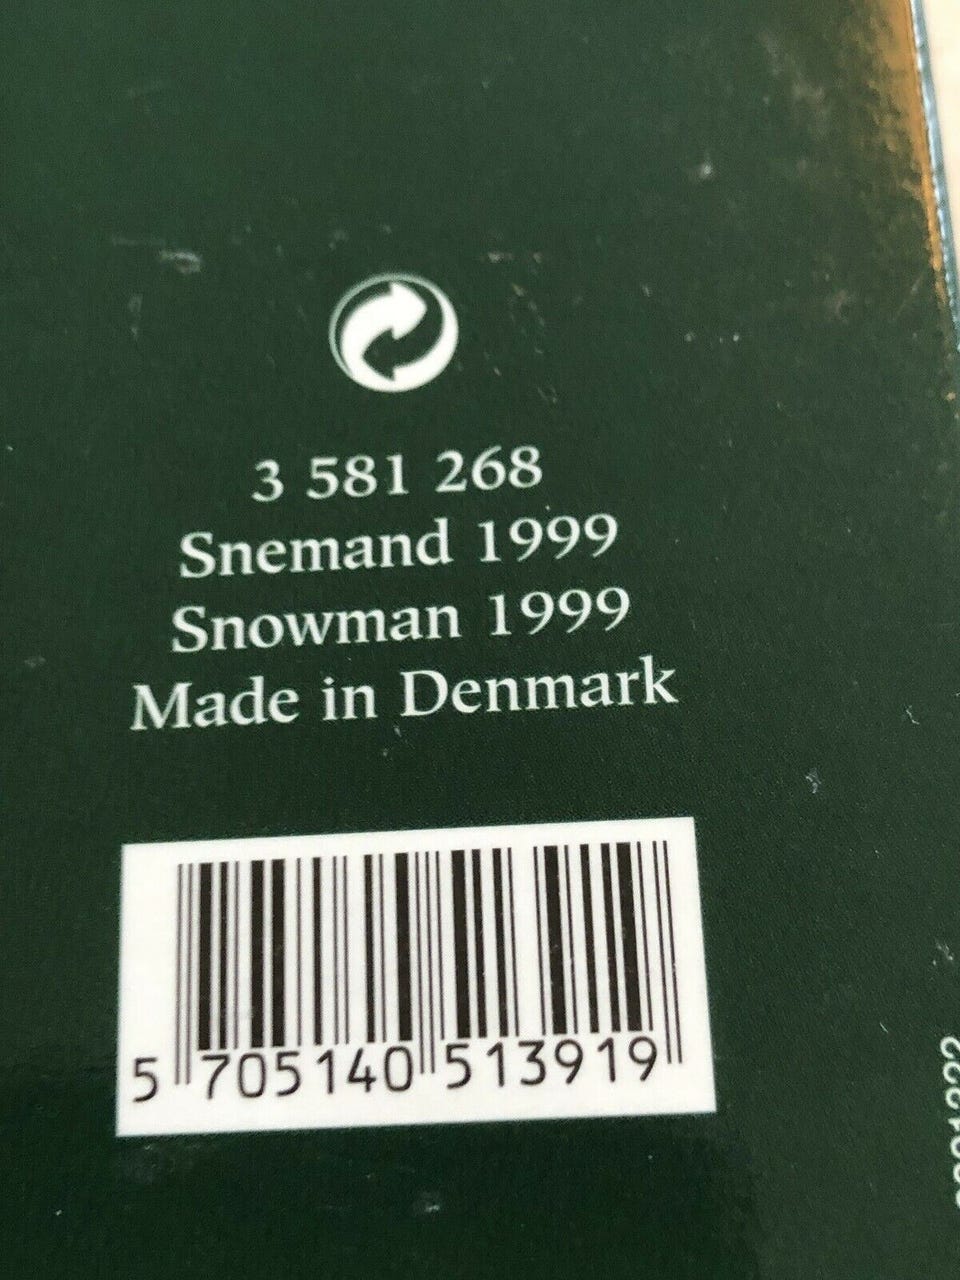 3 581 268
Snemand 1999
Snowman 1999
Made in Denmark
5 705140 513919